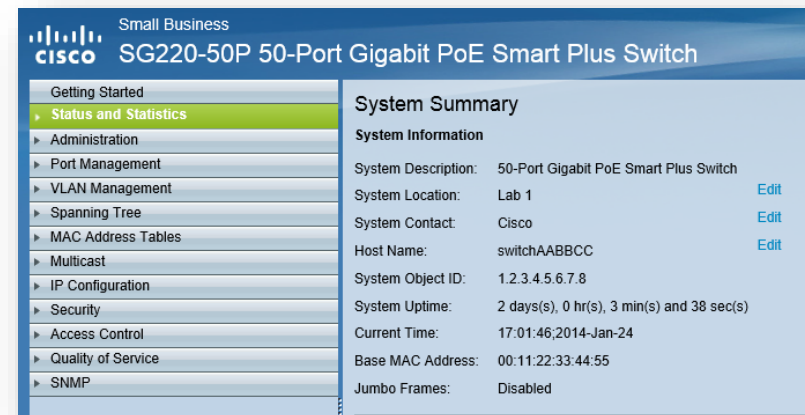 Small Business
CISCO SG220-50P 50-Port Gigabit PoE Smart Plus Switch
Getting Started
Status and Statistics
Administration
Port Management
VLAN Management
Spanning Tree
MAC Address Tables
Multicast
IP Configuration
Security
Access Control
Quality of Service
SNMP
System Summary
System Information
System Description: 50-Port Gigabit PoE Smart Plus Switch
System Location: Lab 1 Edit
System Contact: Cisco Edit
Host Name: switchAABBCC Edit
System Object ID: 1.2.3.4.5.6.7.8
System Uptime: 2 days(s), 0 hr(s), 3 min(s) and 38 sec(s)
Current Time: 17:01:46;2014-Jan-24
Base MAC Address: 00:11:22:33:44:55
Jumbo Frames: Disabled